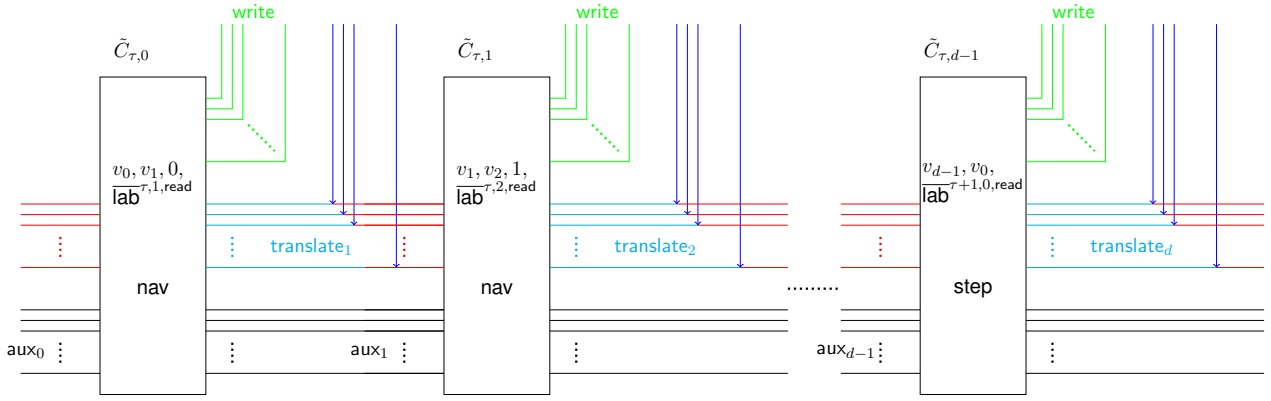 write write write
C̃τ,0 C̃τ,1 C̃τ,d−1
v0, v1, 0, v1, v2, 1, vd−1, v0,
lab̅τ,1,read lab̅τ,2,read lab̅τ+1,0,read
translate1 translate2 translated
nav nav step
aux0 aux1 auxd−1